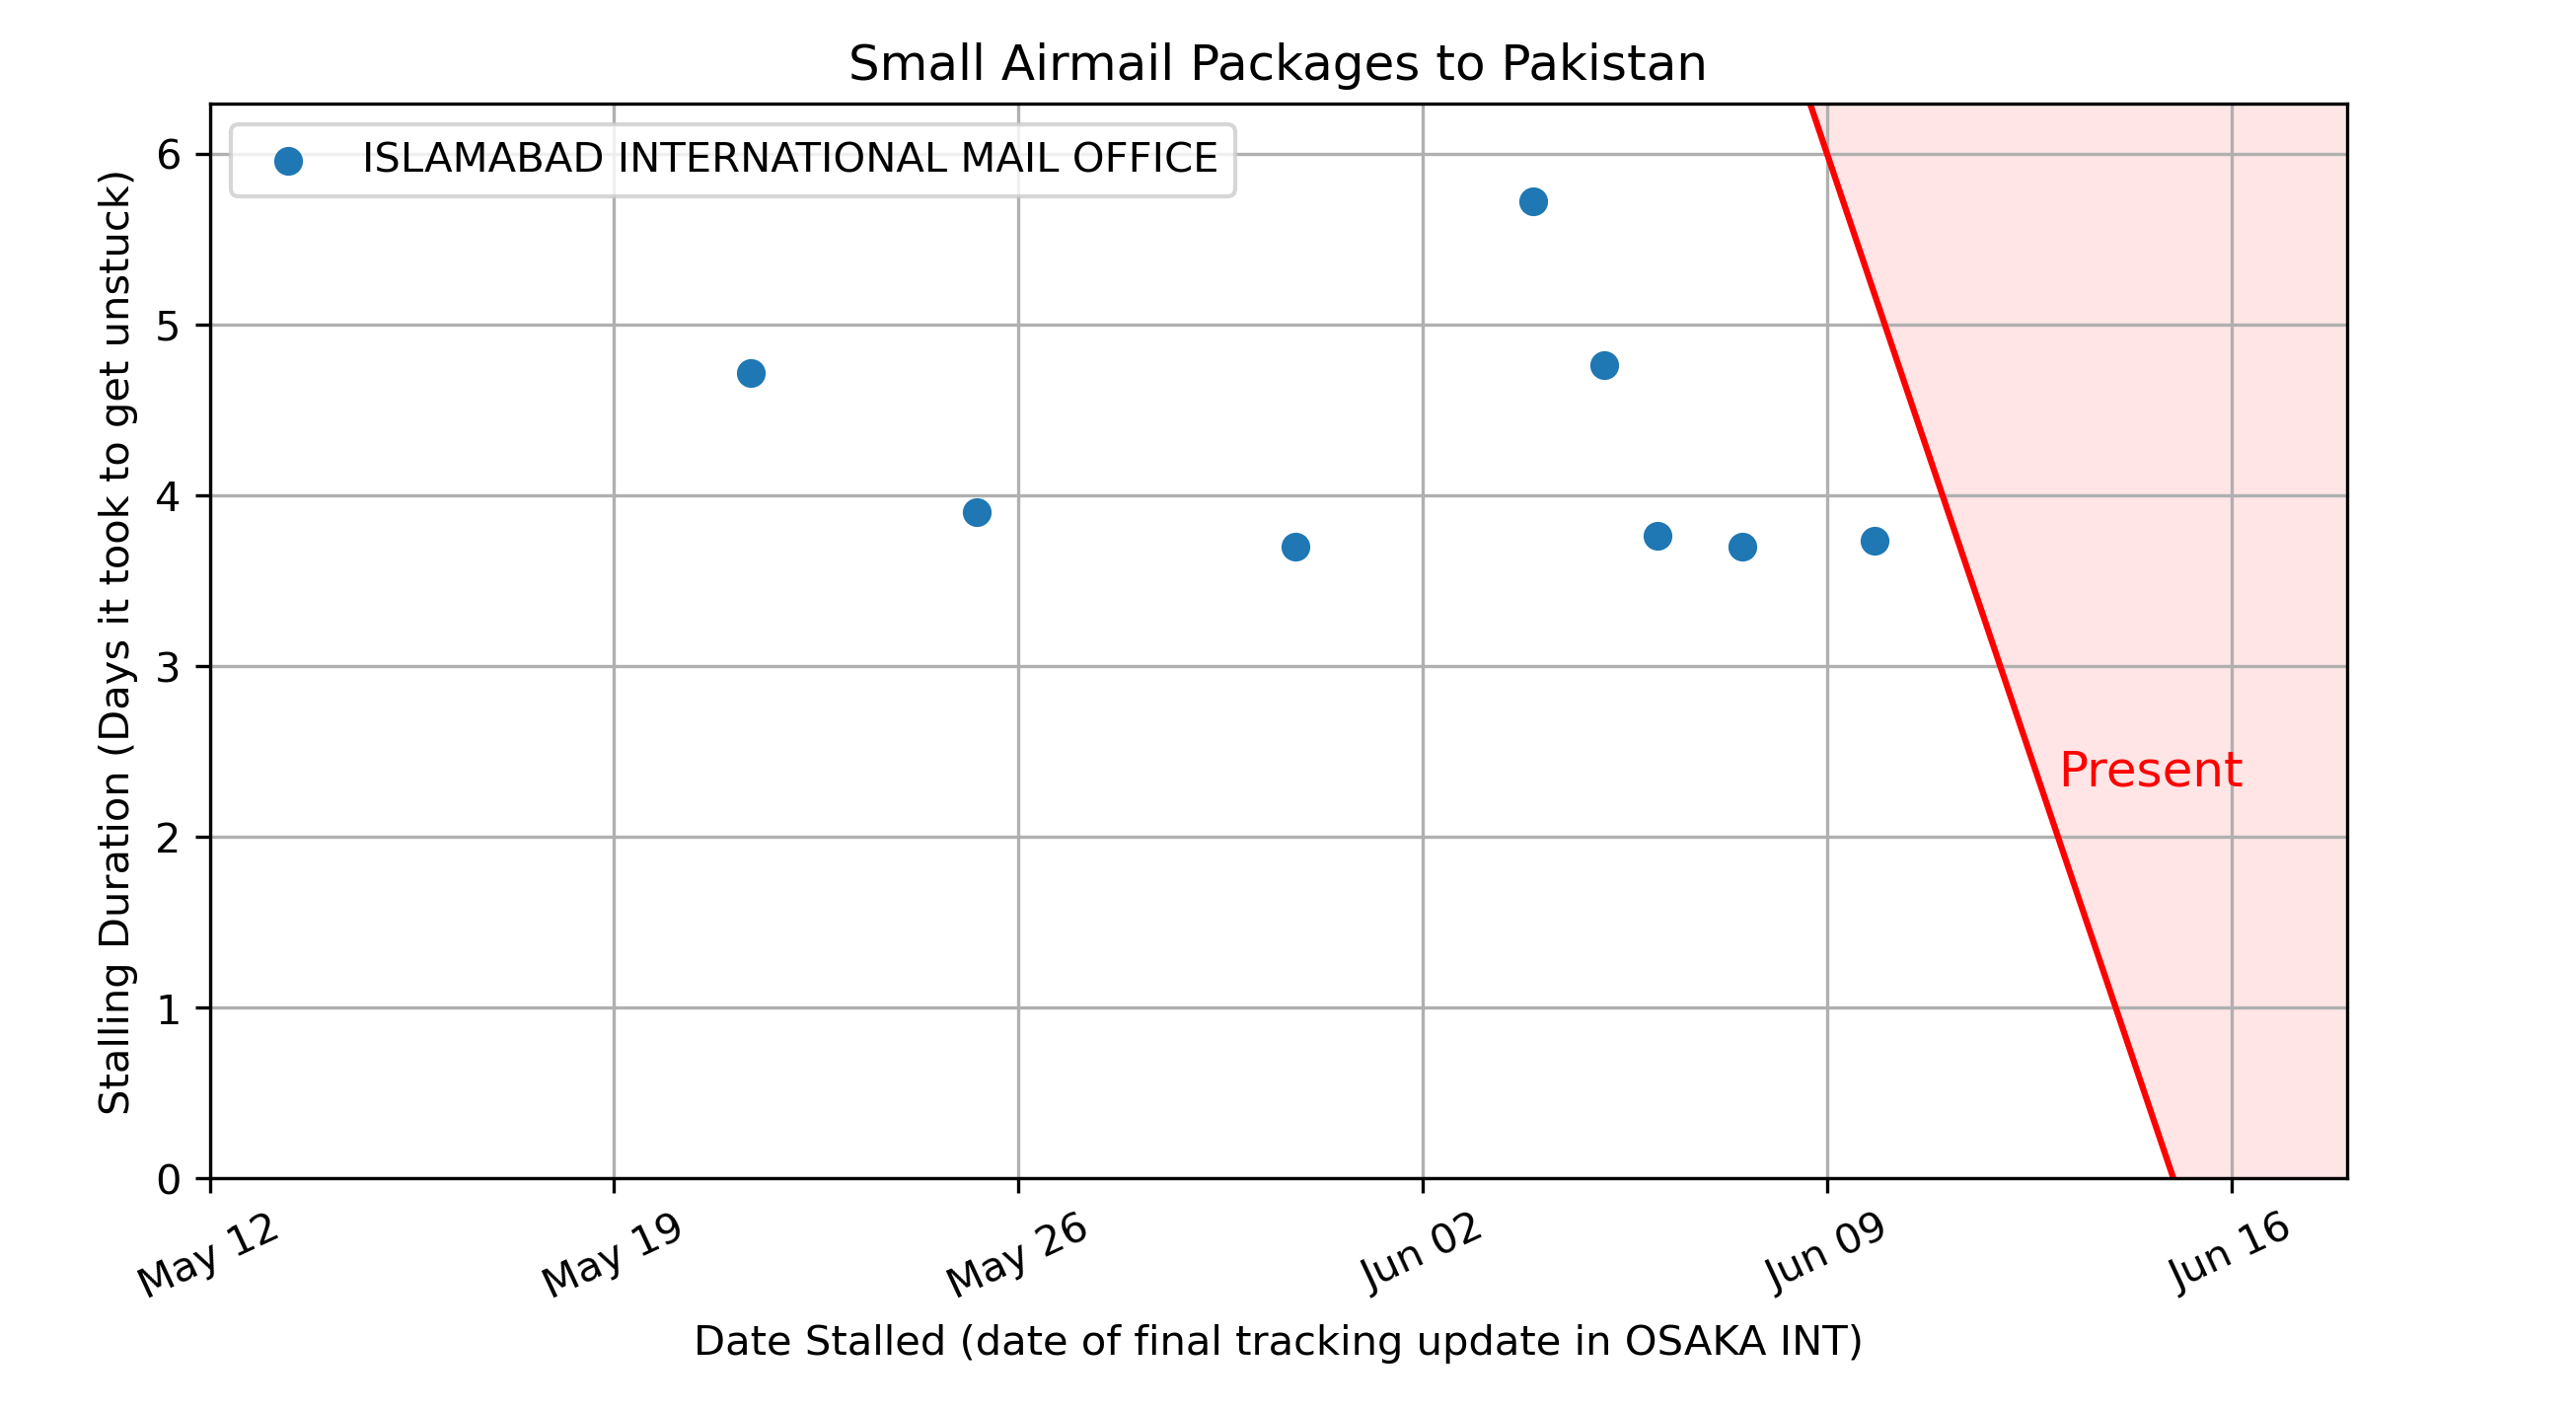 Small Airmail Packages to Pakistan
ISLAMABAD INTERNATIONAL MAIL OFFICE
Stalling Duration (Days it took to get unstuck)
6
5
4
3
2
1
0
Present
May 12
May 19
May 26
Jun 02
Jun 09
Jun 16
Date Stalled (date of final tracking update in OSAKA INT)